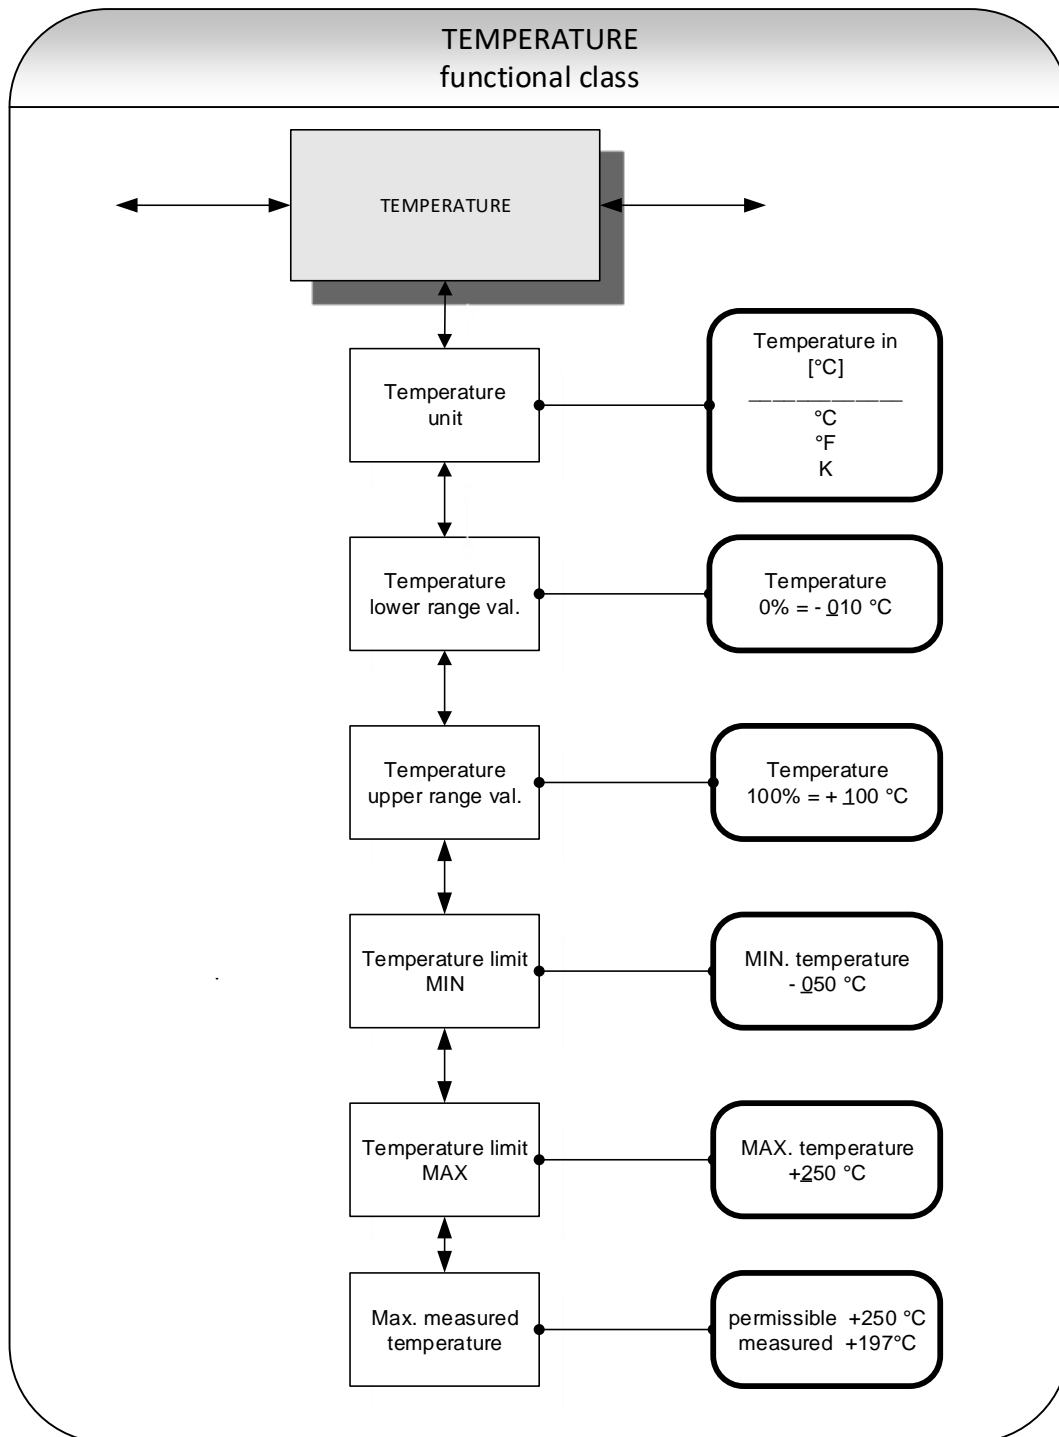 TEMPERATURE
functional class
TEMPERATURE
Temperature
unit
Temperature in
[°C]
_____________
°C
°F
K
Temperature
lower range val.
Temperature
0% = - 010 °C
Temperature
upper range val.
Temperature
100% = + 100 °C
Temperature limit
MIN
MIN. temperature
- 050 °C
Temperature limit
MAX
MAX. temperature
+250 °C
Max. measured
temperature
permissible +250 °C
measured +197°C